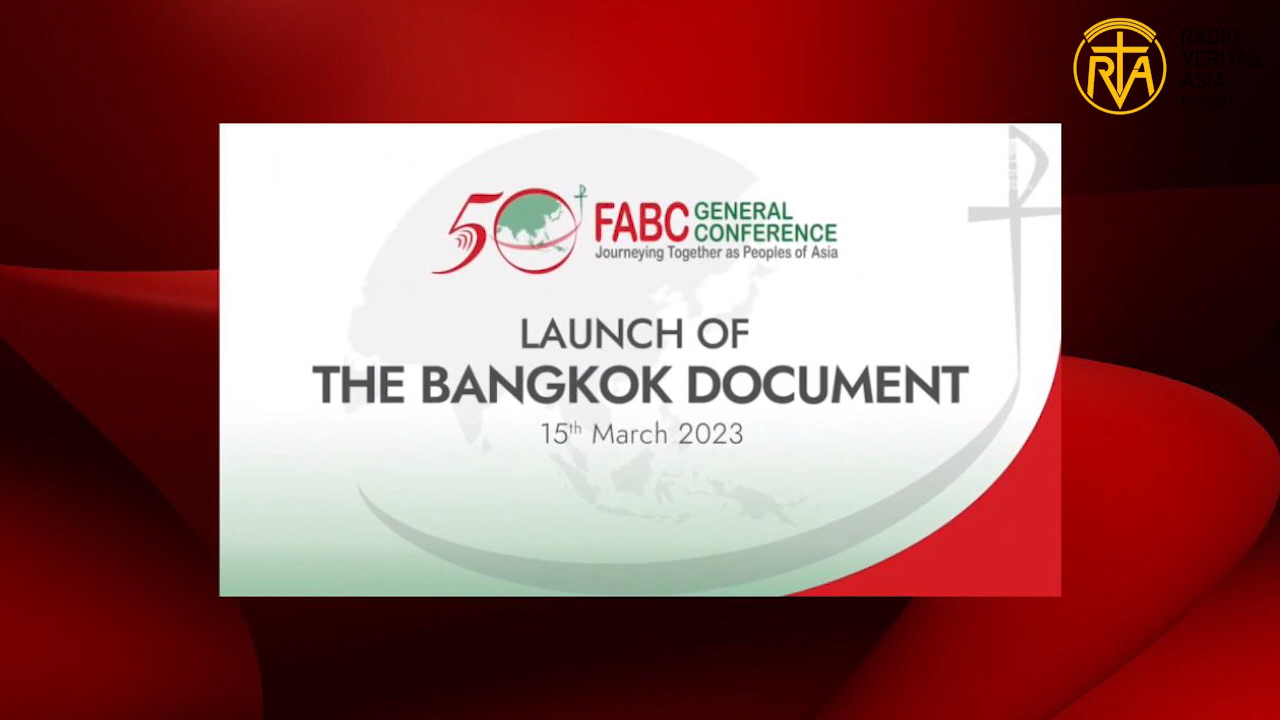 RVA
RADIO
VERITAS
ASIA
50
FABC GENERAL CONFERENCE
Journeying Together as Peoples of Asia
LAUNCH OF
THE BANGKOK DOCUMENT
15th March 2023